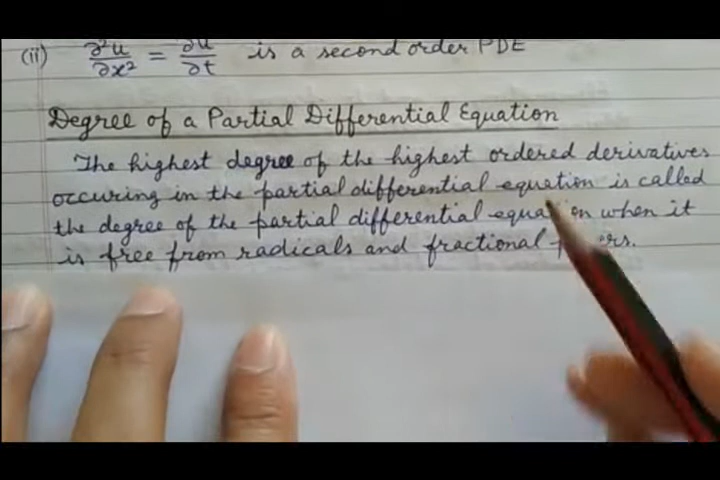 (ii) ∂²u/∂x² = ∂u/∂t is a second order PDE
Degree of a Partial Differential Equation
The highest degree of the highest ordered derivatives
occuring in the partial differential equation is called
the degree of the partial differential equation when it
is free from radicals and fractional